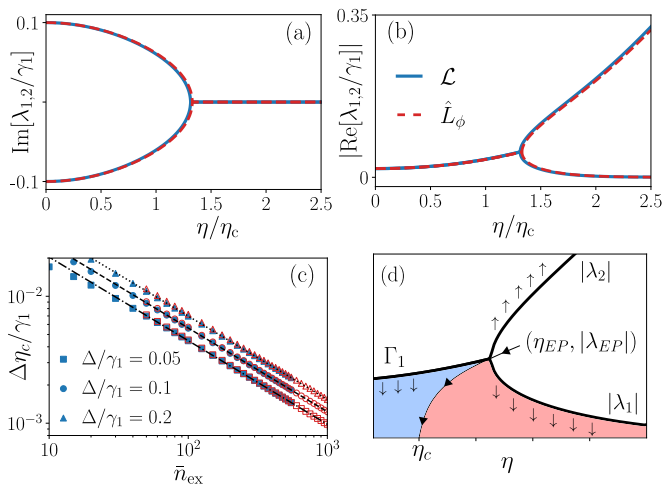 (a)
0.1
-0.1
Im[λ1,2/γ1]
0 0.5 1 1.5 2 2.5
η/ηc
(b)
0.35
0
|Re[λ1,2/γ1]|
ℒ
L̂ϕ
0 0.5 1 1.5 2 2.5
η/ηc
(c)
10⁻²
10⁻³
Δηc/γ1
Δ/γ1 = 0.05
Δ/γ1 = 0.1
Δ/γ1 = 0.2
10 10² 10³
n̄ex
(d)
|λ2|
(ηEP, |λEP|)
Γ1
|λ1|
ηc
η